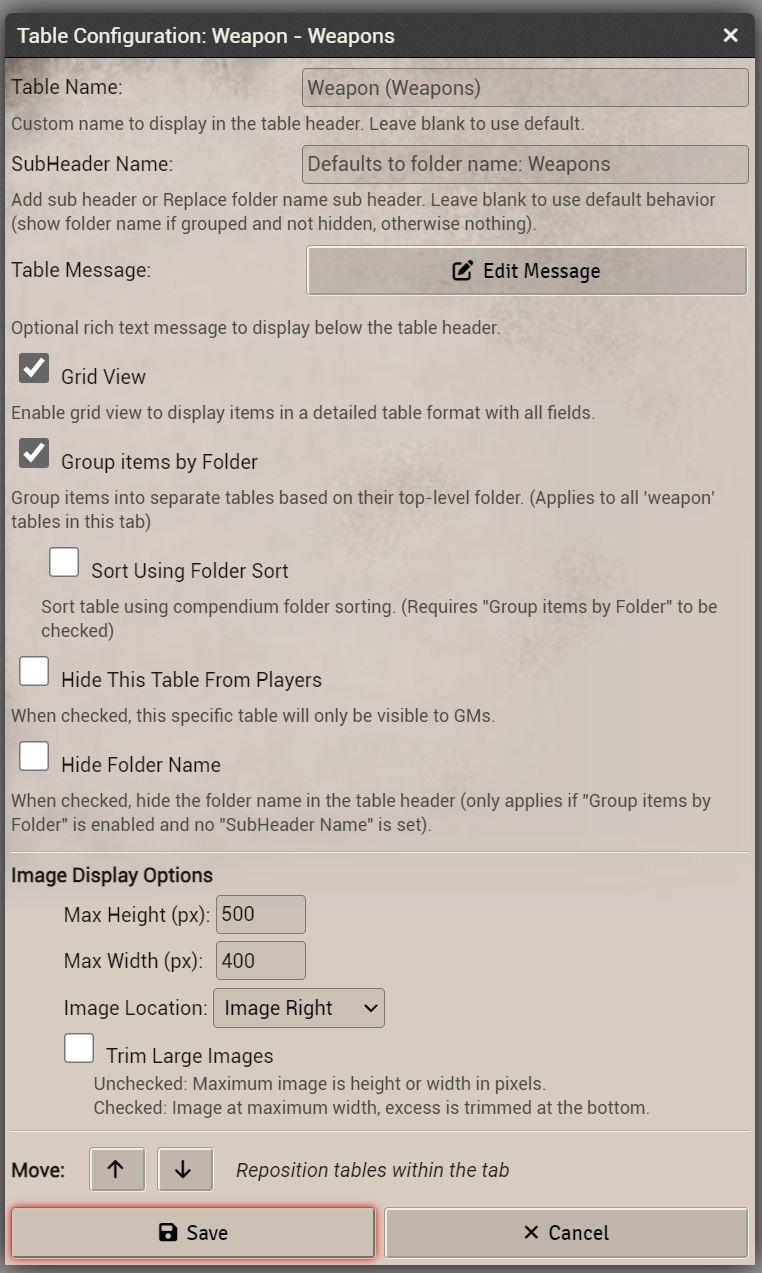 Table Configuration: Weapon - Weapons
Table Name: Weapon (Weapons)
Custom name to display in the table header. Leave blank to use default.
SubHeader Name: Defaults to folder name: Weapons
Add sub header or Replace folder name sub header. Leave blank to use default behavior
(show folder name if grouped and not hidden, otherwise nothing).
Table Message: Edit Message
Optional rich text message to display below the table header.
Grid View
Enable grid view to display items in a detailed table format with all fields.
Group items by Folder
Group items into separate tables based on their top-level folder. (Applies to all 'weapon'
tables in this tab)
Sort Using Folder Sort
Sort table using compendium folder sorting. (Requires "Group items by Folder" to be
checked)
Hide This Table From Players
When checked, this specific table will only be visible to GMs.
Hide Folder Name
When checked, hide the folder name in the table header (only applies if "Group items by
Folder" is enabled and no "SubHeader Name" is set).
Image Display Options
Max Height (px): 500
Max Width (px): 400
Image Location: Image Right
Trim Large Images
Unchecked: Maximum image is height or width in pixels.
Checked: Image at maximum width, excess is trimmed at the bottom.
Move: Reposition tables within the tab
Save Cancel